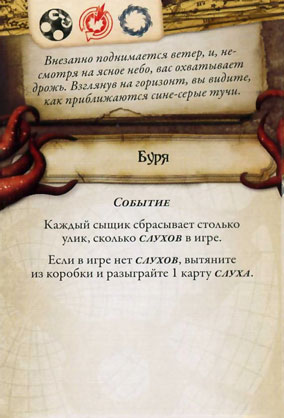 Внезапно поднимается ветер, и, не-
смотря на ясное небо, вас охватывает
дрожь. Взглянув на горизонт, вы видите,
как приближаются сине-серые тучи.
Буря
Событие
Каждый сыщик сбрасывает столько
улик, сколько слухов в игре.
Если в игре нет слухов, вытяните
из коробки и разыграйте 1 карту слуха.